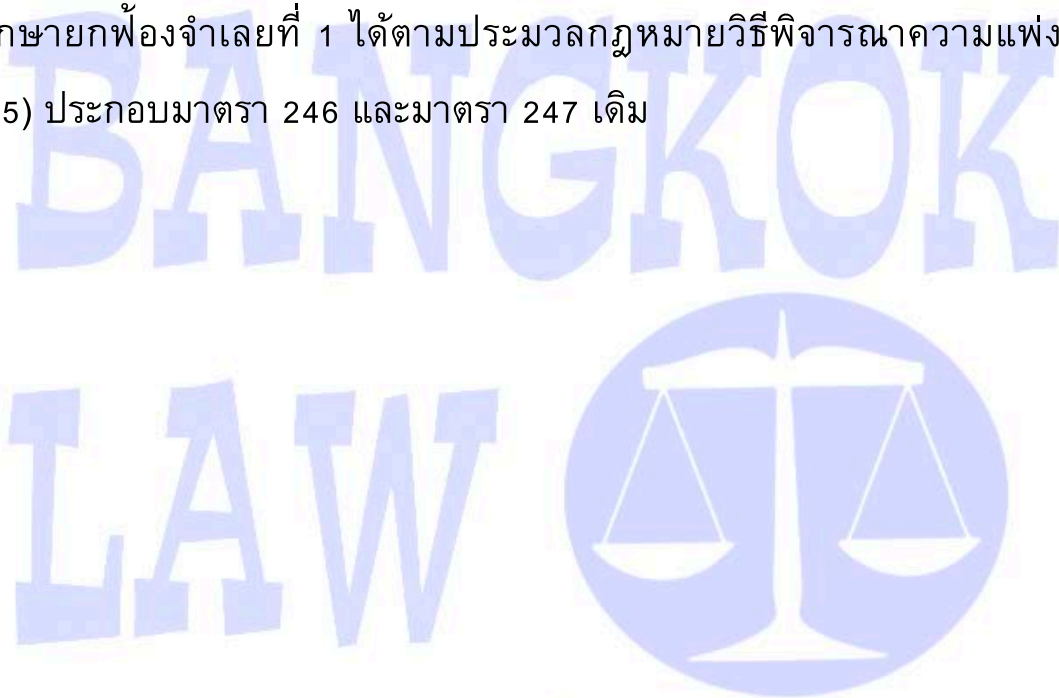 กษายกฟ้องจำเลยที่ 1 ได้ตามประมวลกฎหมายวิธีพิจารณาความแพ่ง
5) ประกอบมาตรา 246 และมาตรา 247 เดิม
BANGKOK
LAW